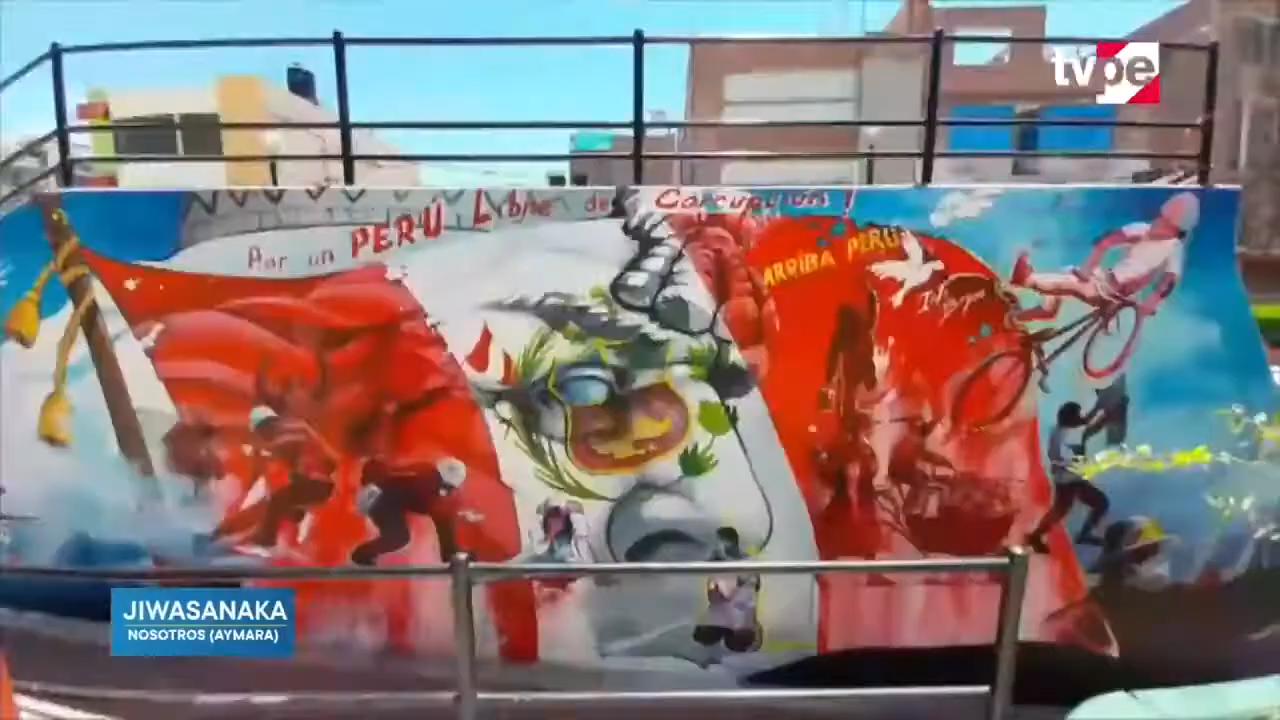 tvpe
Por un PERÚ Libre de Corrupción!
ARRIBA PERÚ
JIWASANAKA
NOSOTROS (AYMARA)